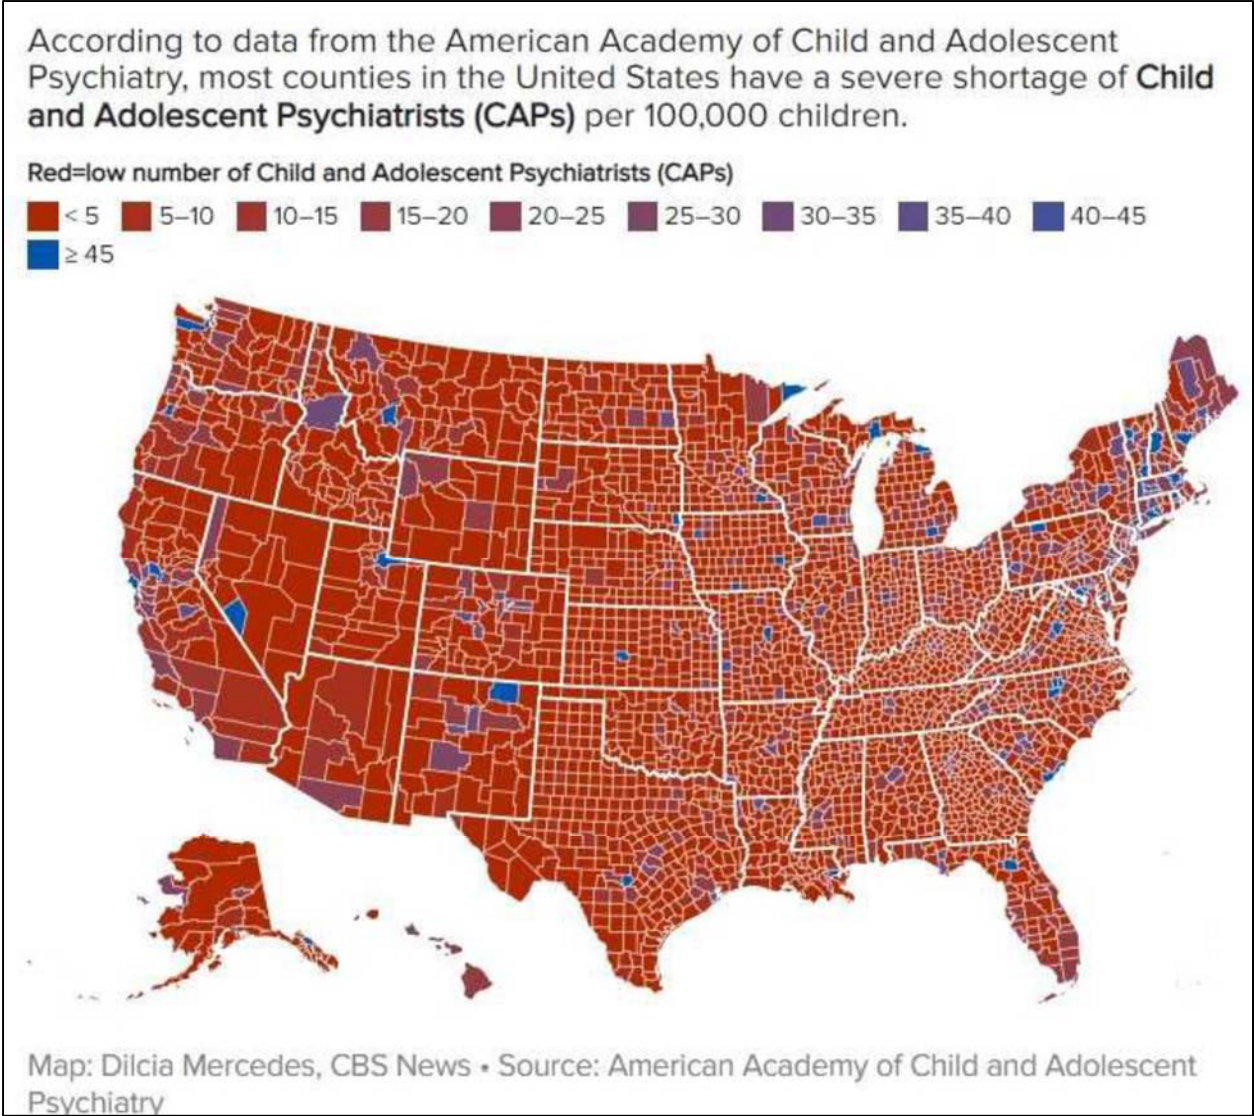 According to data from the American Academy of Child and Adolescent
Psychiatry, most counties in the United States have a severe shortage of Child
and Adolescent Psychiatrists (CAPs) per 100,000 children.
Red=low number of Child and Adolescent Psychiatrists (CAPs)
< 5 5–10 10–15 15–20 20–25 25–30 30–35 35–40 40–45
≥ 45
Map: Dilcia Mercedes, CBS News • Source: American Academy of Child and Adolescent
Psychiatry